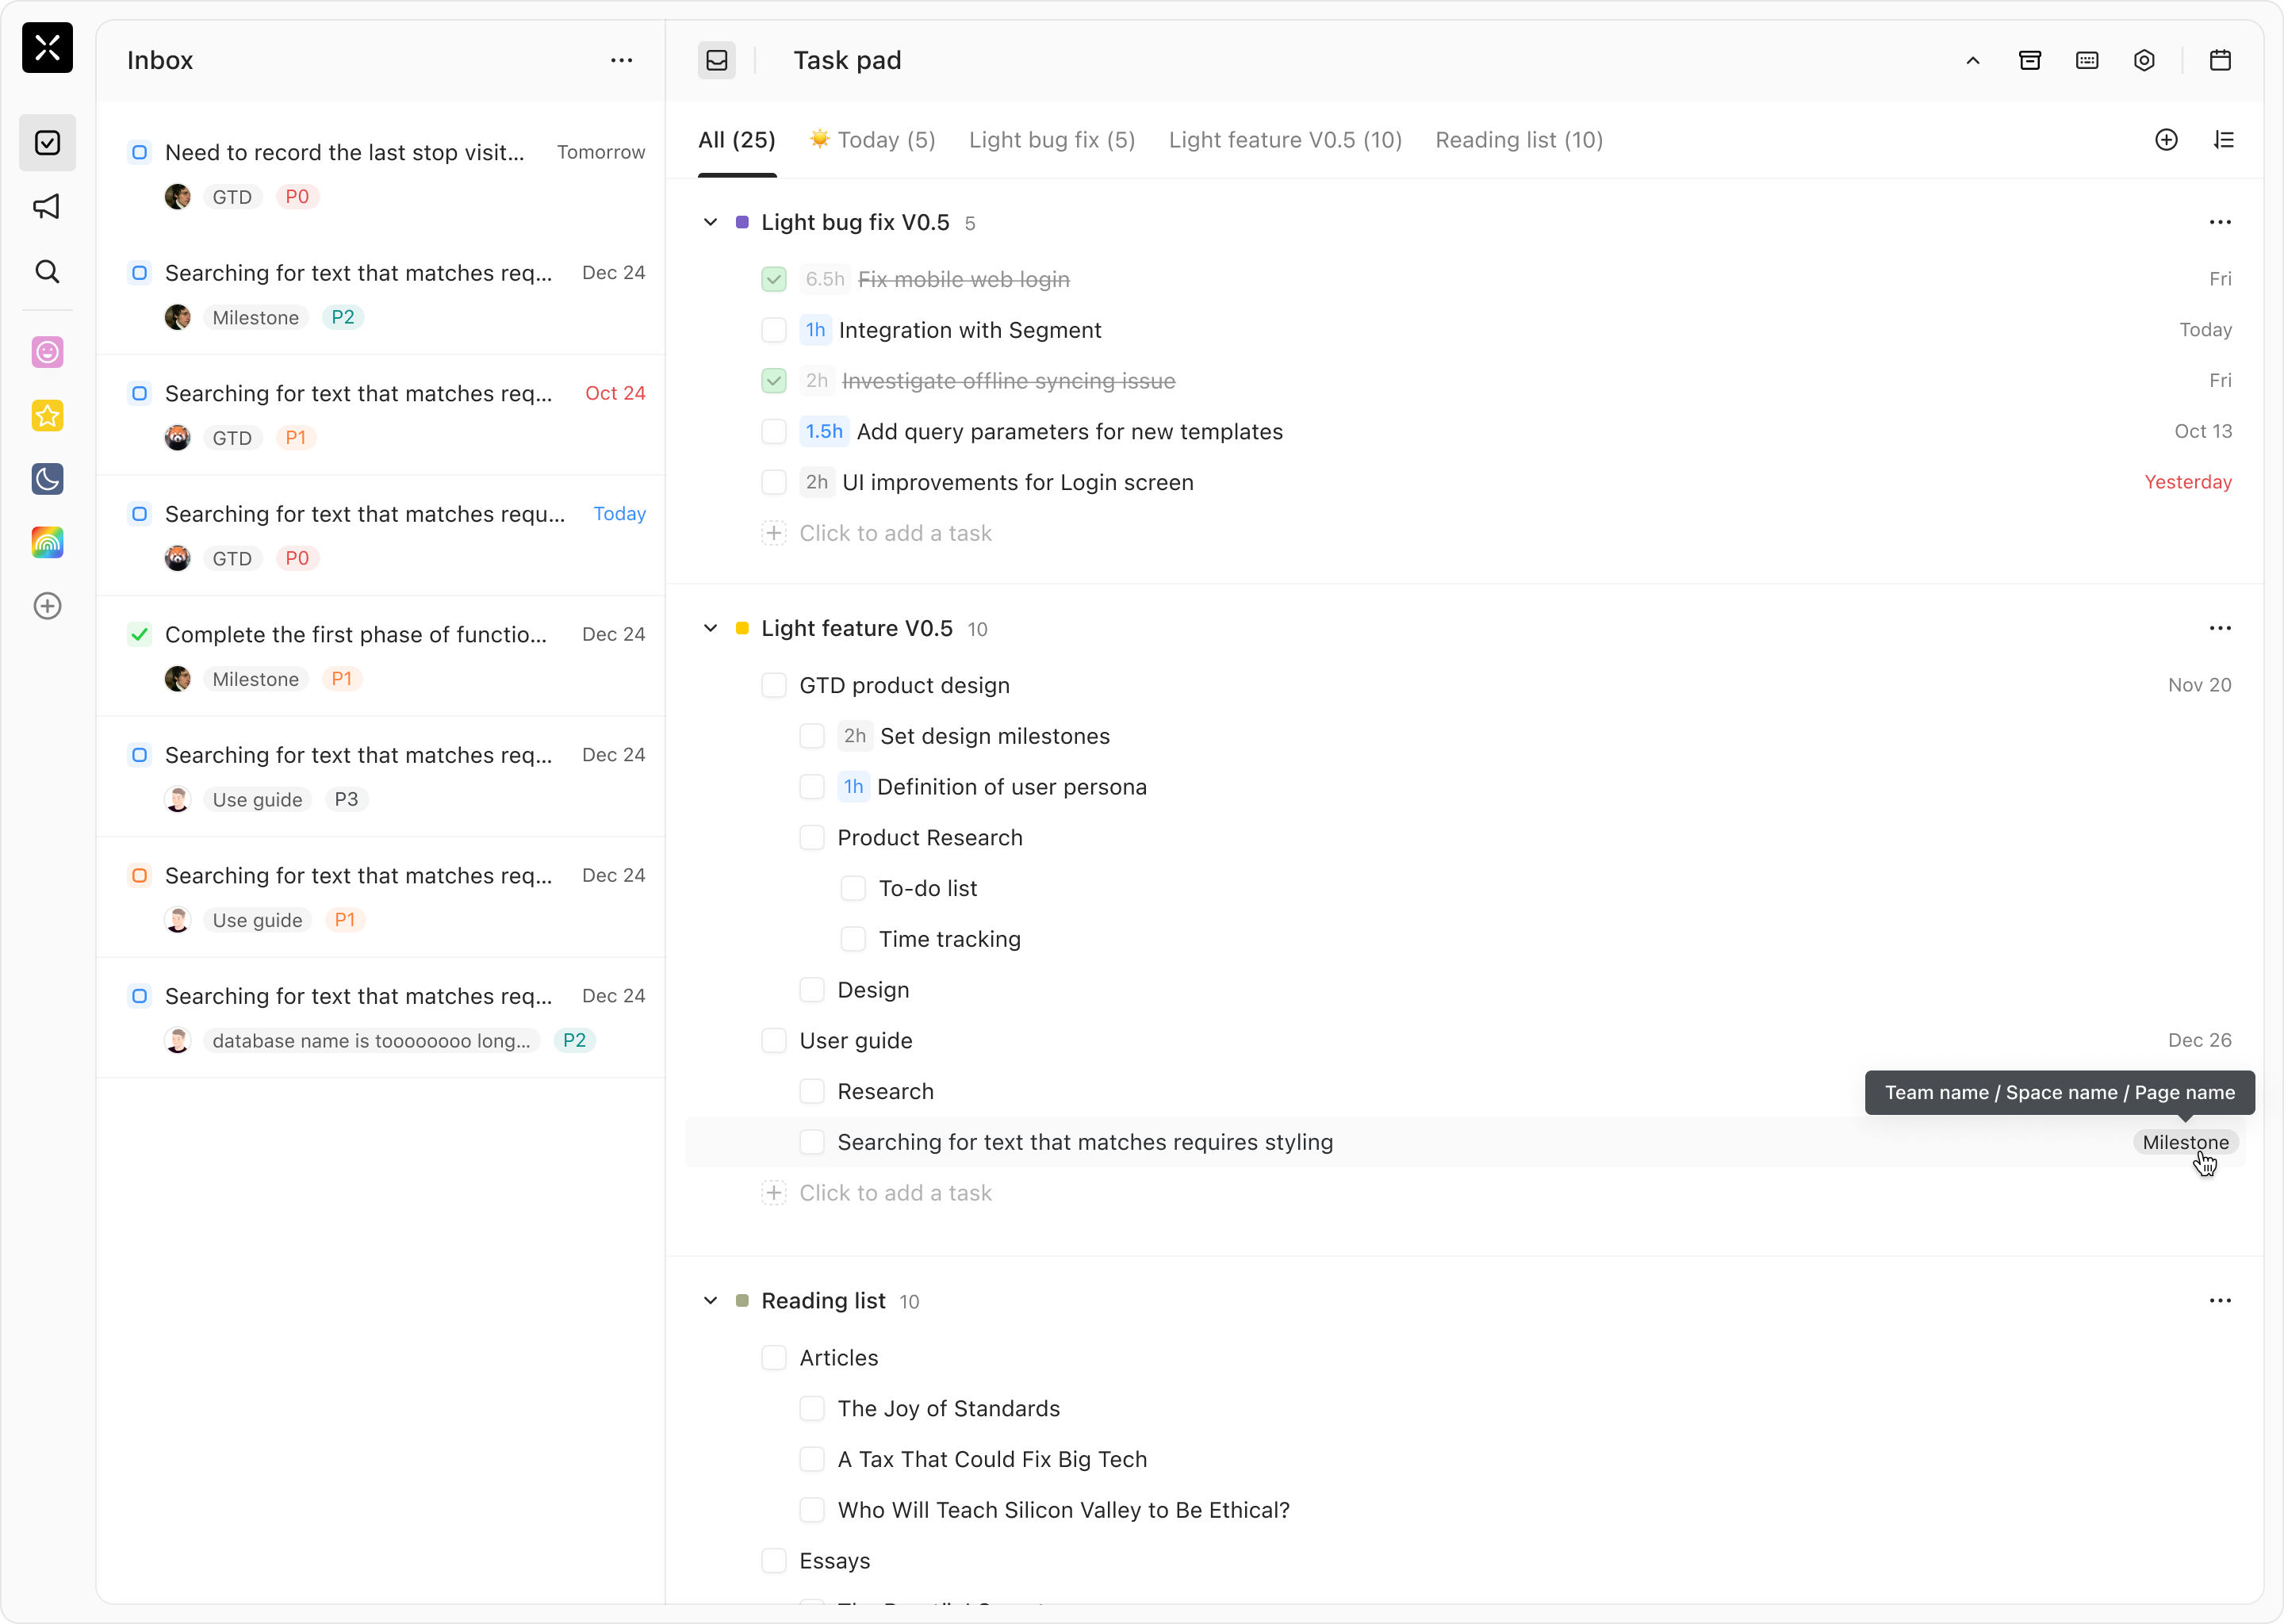 Inbox
Need to record the last stop visit... Tomorrow
GTD P0
Searching for text that matches req... Dec 24
Milestone P2
Searching for text that matches req... Oct 24
GTD P1
Searching for text that matches requ... Today
GTD P0
Complete the first phase of functio... Dec 24
Milestone P1
Searching for text that matches req... Dec 24
Use guide P3
Searching for text that matches req... Dec 24
Use guide P1
Searching for text that matches req... Dec 24
database name is toooooooo long... P2
Task pad
All (25) Today (5) Light bug fix (5) Light feature V0.5 (10) Reading list (10)
Light bug fix V0.5 5
6.5h Fix mobile web login Fri
1h Integration with Segment Today
2h Investigate offline syncing issue Fri
1.5h Add query parameters for new templates Oct 13
2h UI improvements for Login screen Yesterday
Click to add a task
Light feature V0.5 10
GTD product design Nov 20
2h Set design milestones
1h Definition of user persona
Product Research
To-do list
Time tracking
Design
User guide Dec 26
Research
Team name / Space name / Page name
Searching for text that matches requires styling Milestone
Click to add a task
Reading list 10
Articles
The Joy of Standards
A Tax That Could Fix Big Tech
Who Will Teach Silicon Valley to Be Ethical?
Essays